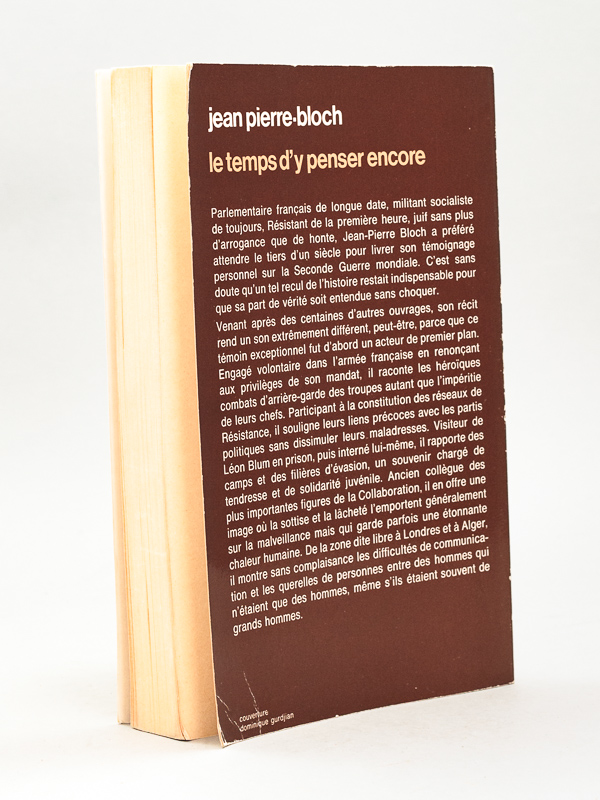 jean pierre-bloch
le temps d'y penser encore
Parlementaire français de longue date, militant socialiste
de toujours, Résistant de la première heure, juif sans plus
d'arrogance que de honte, Jean-Pierre Bloch a préféré
attendre le tiers d'un siècle pour livrer son témoignage
personnel sur la Seconde Guerre mondiale. C'est sans
doute qu'un tel recul de l'histoire restait indispensable pour
que sa part de vérité soit entendue sans choquer.
Venant après des centaines d'autres ouvrages, son récit
rend un son extrêmement différent, peut-être, parce que ce
témoin exceptionnel fut d'abord un acteur de premier plan.
Engagé volontaire dans l'armée française en renonçant
aux privilèges de son mandat, il raconte les héroïques
combats d'arrière-garde des troupes autant que l'impéritie
de leurs chefs. Participant à la constitution des réseaux de
Résistance, il souligne leurs liens précoces avec les partis
politiques sans dissimuler leurs maladresses. Visiteur de
Léon Blum en prison, puis interné lui-même, il rapporte des
camps et des filières d'évasion, un souvenir chargé de
tendresse et de solidarité juvénile. Ancien collègue des
plus importantes figures de la Collaboration, il en offre une
image où la sottise et la lâcheté l'emportent généralement
sur la malveillance mais qui garde parfois une étonnante
chaleur humaine. De la zone dite libre à Londres et à Alger,
il montre sans complaisance les difficultés de communica-
tion et les querelles de personnes entre des hommes qui
n'étaient que des hommes, même s'ils étaient souvent de
grands hommes.
couverture
dominique gurdjian